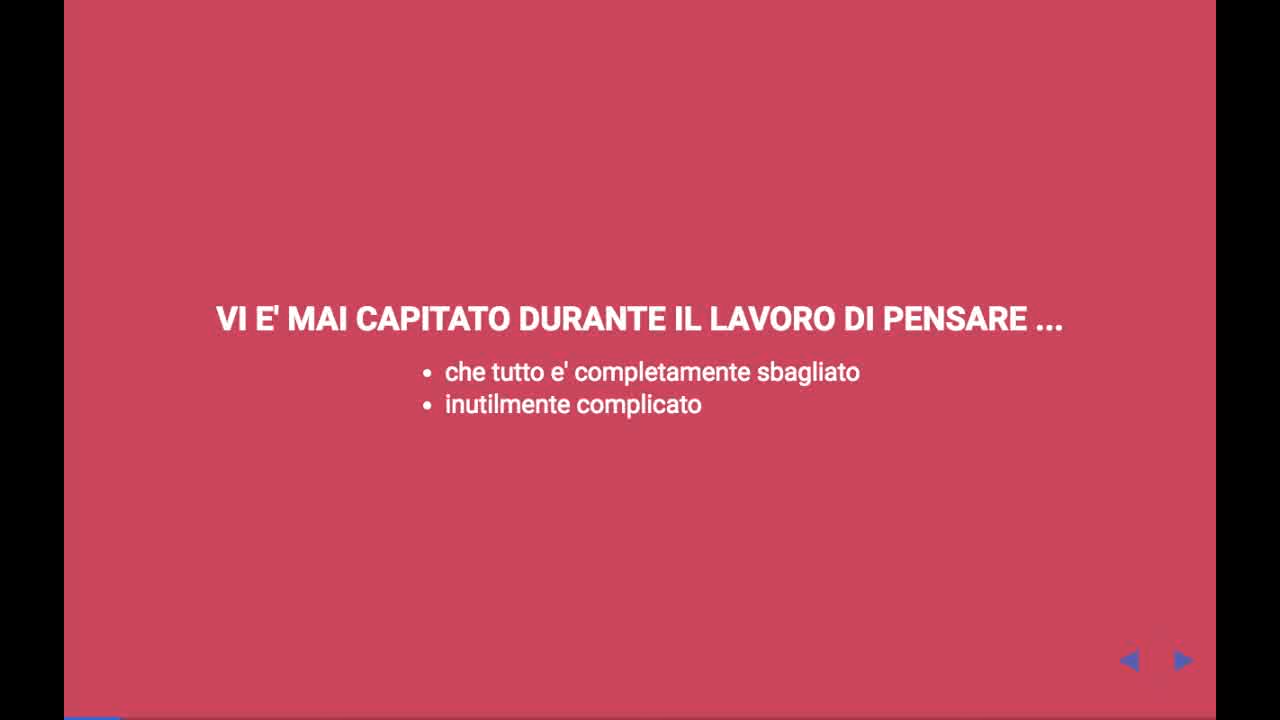 VI E' MAI CAPITATO DURANTE IL LAVORO DI PENSARE ...
• che tutto e' completamente sbagliato
• inutilmente complicato